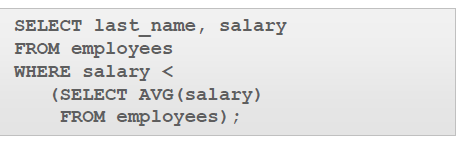 SELECT last_name, salary
FROM employees
WHERE salary <
(SELECT AVG(salary)
FROM employees);